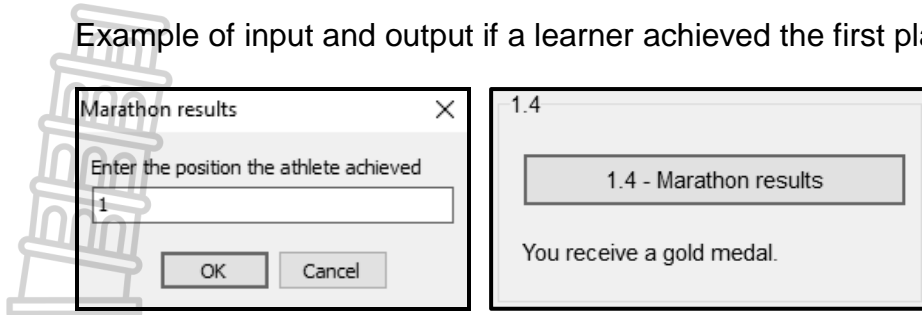 Example of input and output if a learner achieved the first
Marathon results
Enter the position the athlete achieved
1
OK Cancel
1.4
1.4 - Marathon results
You receive a gold medal.